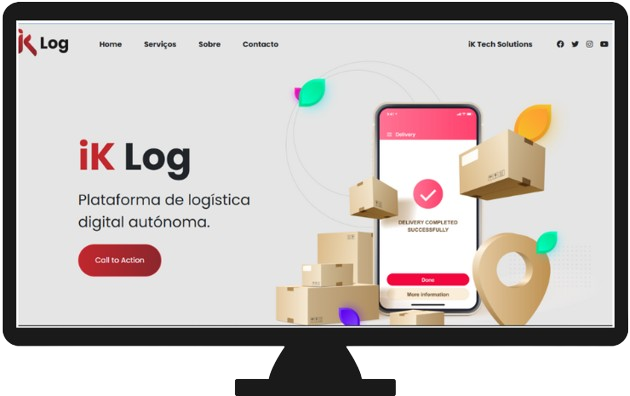 iK Log
Home Serviços Sobre Contacto
iK Tech Solutions
iK Log
Plataforma de logística
digital autónoma.
Call to Action
Delivery
DELIVERY COMPLETED
SUCCESSFULLY
Done
More information